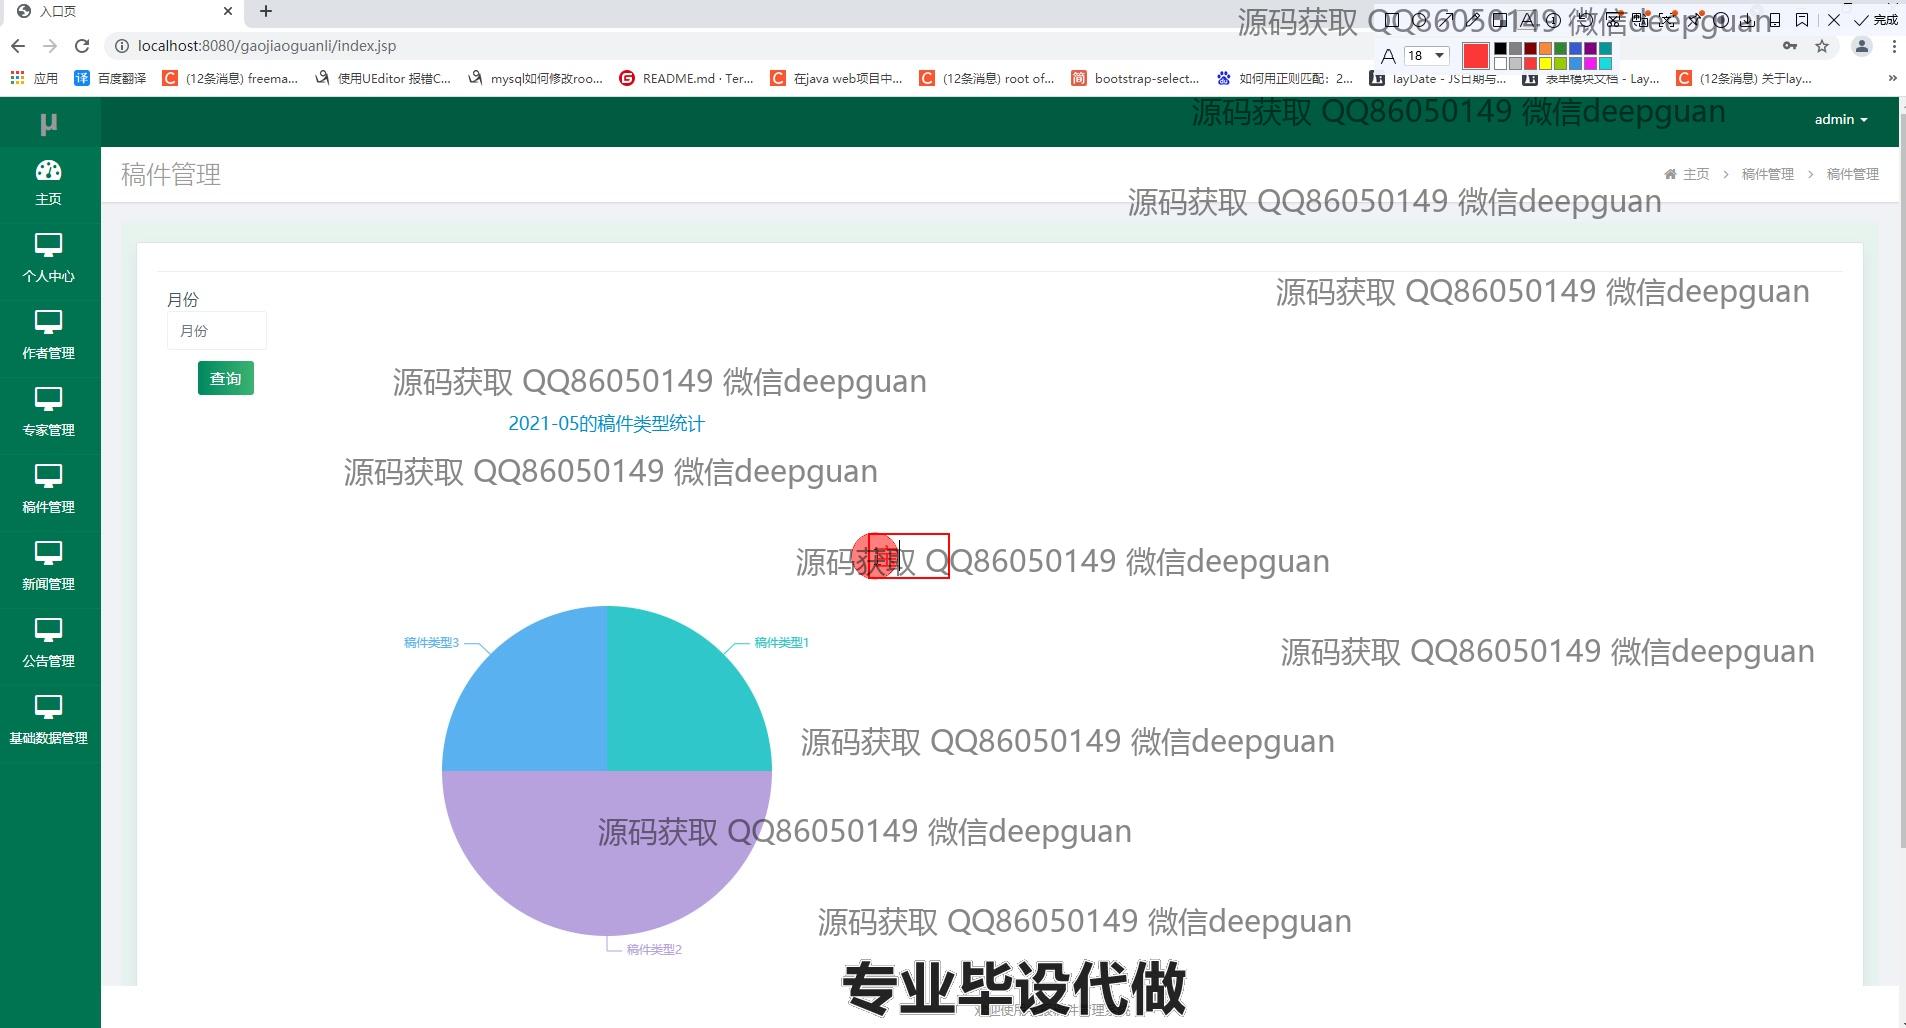 入口页
源码获取 QQ86050149 微信deepguan
完成
localhost:8080/gaojiaoguanli/index.jsp
18
应用
百度翻译
(12条消息) freema...
使用UEditor 报错C...
mysql如何修改roo...
README.md · Ter...
在java web项目中...
(12条消息) root of...
bootstrap-select...
如何用正则匹配：2...
layDate - JS日期与...
表单模块文档 - Lay...
(12条消息) 关于lay...
源码获取 QQ86050149 微信deepguan
μ
admin
稿件管理
主页 > 稿件管理 > 稿件管理
源码获取 QQ86050149 微信deepguan
主页
个人中心
作者管理
专家管理
稿件管理
新闻管理
公告管理
基础数据管理
源码获取 QQ86050149 微信deepguan
月份
月份
查询
源码获取 QQ86050149 微信deepguan
2021-05的稿件类型统计
源码获取 QQ86050149 微信deepguan
源码获取 QQ86050149 微信deepguan
稿件类型3
稿件类型1
源码获取 QQ86050149 微信deepguan
源码获取 QQ86050149 微信deepguan
源码获取 QQ86050149 微信deepguan
源码获取 QQ86050149 微信deepguan
稿件类型2
专业毕设代做